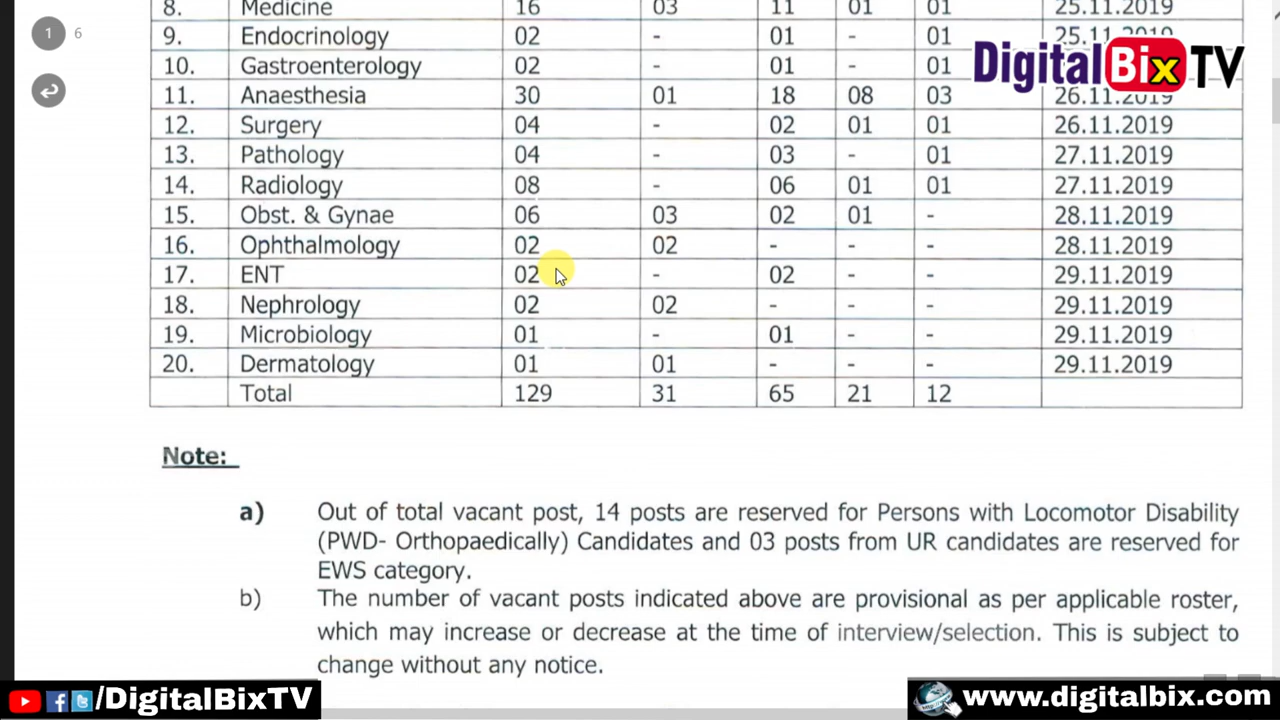 1 6
8. Medicine 16 03 11 01 01 25.11.2019
9. Endocrinology 02 - 01 - 01 25.11.2019
10. Gastroenterology 02 - 01 - 01
DigitalBixTV
11. Anaesthesia 30 01 18 08 03 26.11.2019
12. Surgery 04 - 02 01 01 26.11.2019
13. Pathology 04 - 03 - 01 27.11.2019
14. Radiology 08 - 06 01 01 27.11.2019
15. Obst. & Gynae 06 03 02 01 - 28.11.2019
16. Ophthalmology 02 02 - - - 28.11.2019
17. ENT 02 - 02 - - 29.11.2019
18. Nephrology 02 02 - - - 29.11.2019
19. Microbiology 01 - 01 - - 29.11.2019
20. Dermatology 01 01 - - - 29.11.2019
Total 129 31 65 21 12
Note:
a) Out of total vacant post, 14 posts are reserved for Persons with Locomotor Disability
(PWD- Orthopaedically) Candidates and 03 posts from UR candidates are reserved for
EWS category.
b) The number of vacant posts indicated above are provisional as per applicable roster,
which may increase or decrease at the time of interview/selection. This is subject to
change without any notice.
/DigitalBixTV
www.digitalbix.com